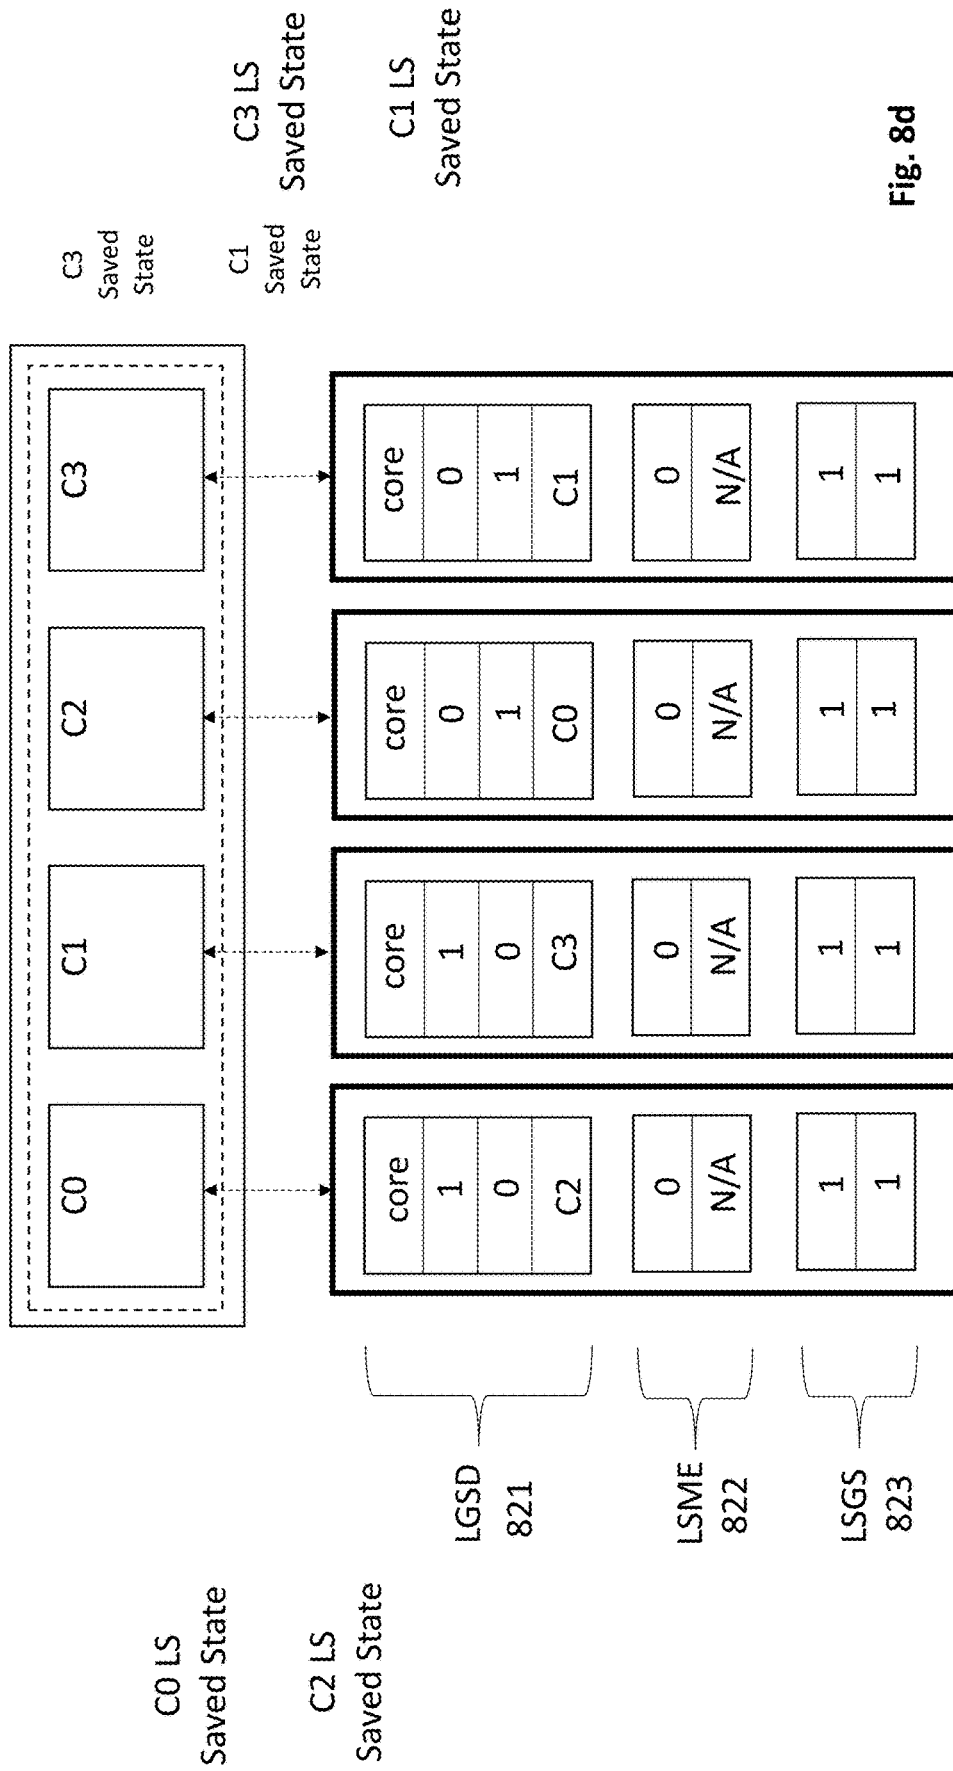 C0
C1
C2
C3
C3
Saved
State
C1
Saved
State
C3 LS
Saved State
C1 LS
Saved State
C0 LS
Saved State
C2 LS
Saved State
LGSD
821
core
1
0
C2
core
1
0
C3
core
0
1
C0
core
0
1
C1
LSME
822
0
N/A
0
N/A
0
N/A
0
N/A
LSGS
823
1
1
1
1
1
1
1
1
Fig. 8d